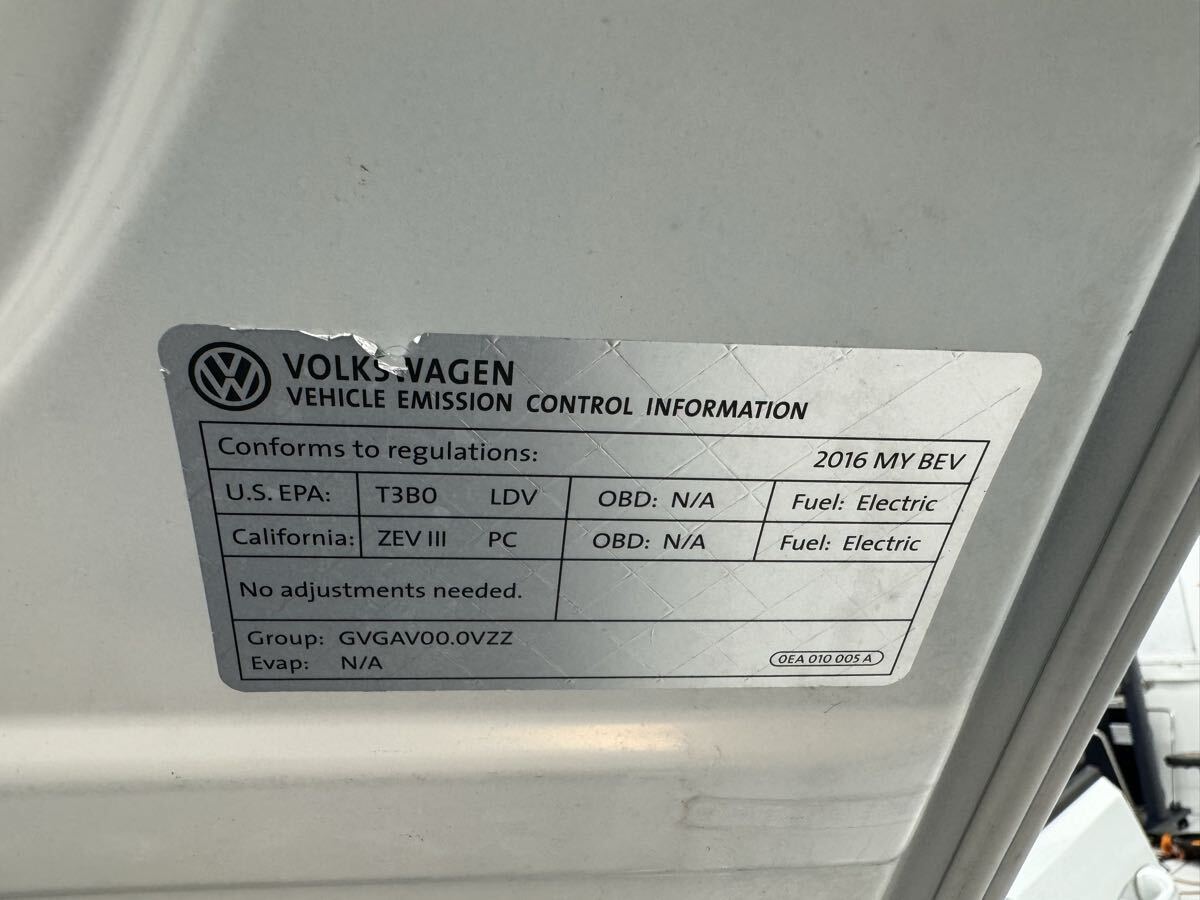 VOLKSWAGEN
VEHICLE EMISSION CONTROL INFORMATION
Conforms to regulations: 2016 MY BEV
U.S. EPA: T3B0 LDV OBD: N/A Fuel: Electric
California: ZEV III PC OBD: N/A Fuel: Electric
No adjustments needed.
Group: GVGAV00.0VZZ
Evap: N/A 0EA 010 005 A